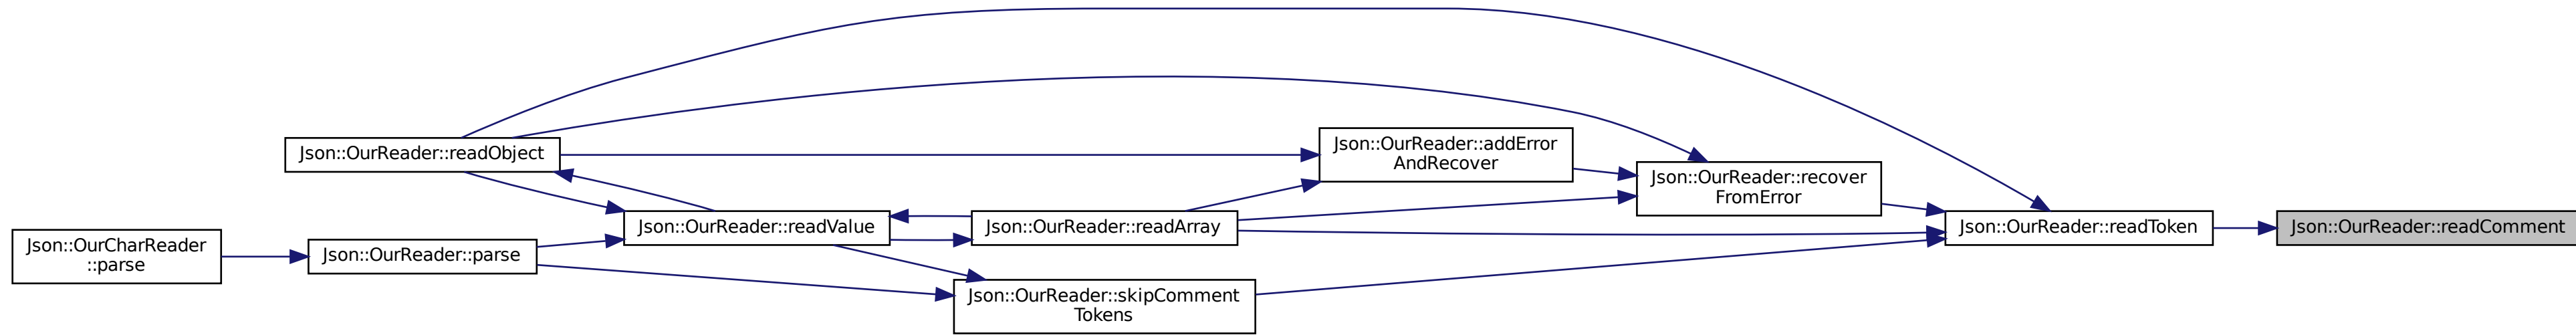 Json::OurCharReader
::parse
Json::OurReader::parse
Json::OurReader::readObject
Json::OurReader::readValue
Json::OurReader::readArray
Json::OurReader::skipComment
Tokens
Json::OurReader::addError
AndRecover
Json::OurReader::recover
FromError
Json::OurReader::readToken
Json::OurReader::readComment